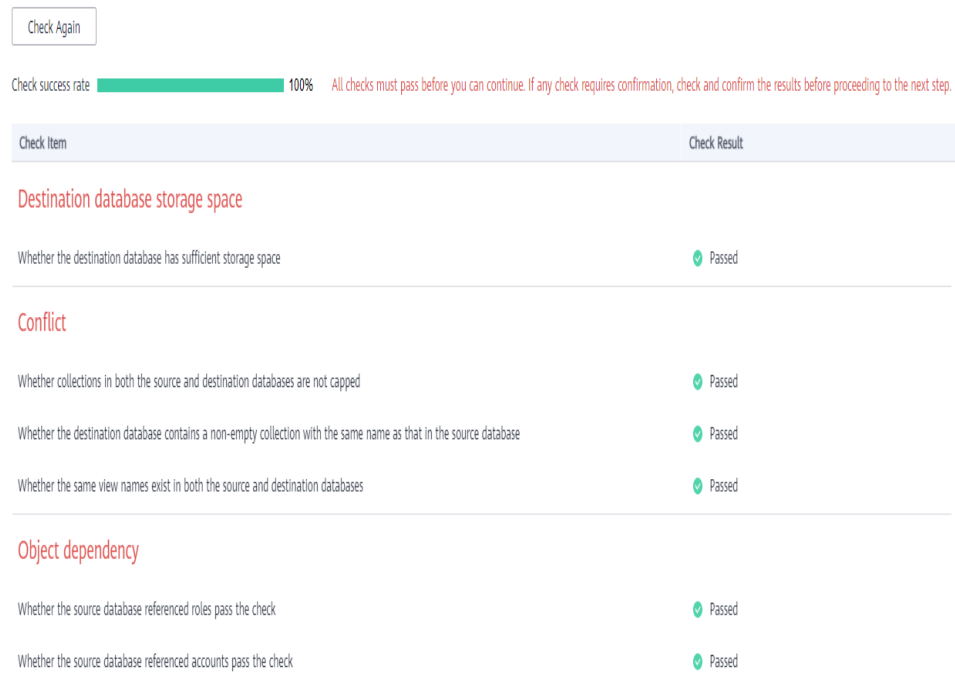 Check Again
Check success rate 100% All checks must pass before you can continue. If any check requires confirmation, check and confirm the results before proceeding to the next step.
Check Item Check Result
Destination database storage space
Whether the destination database has sufficient storage space Passed
Conflict
Whether collections in both the source and destination databases are not capped Passed
Whether the destination database contains a non-empty collection with the same name as that in the source database Passed
Whether the same view names exist in both the source and destination databases Passed
Object dependency
Whether the source database referenced roles pass the check Passed
Whether the source database referenced accounts pass the check Passed